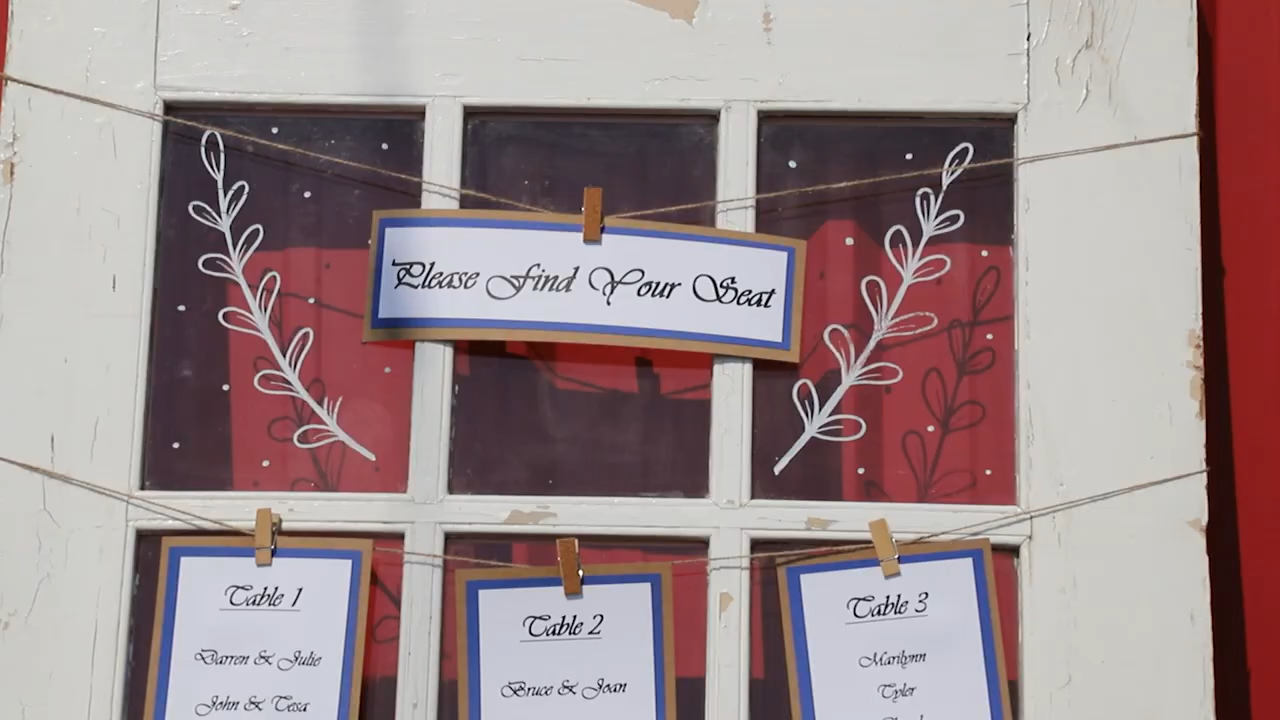 Please Find Your Seat
Table 1
Darren & Julie
John & Tesa
Table 2
Bruce & Joan
Table 3
Marilynn
Tyler